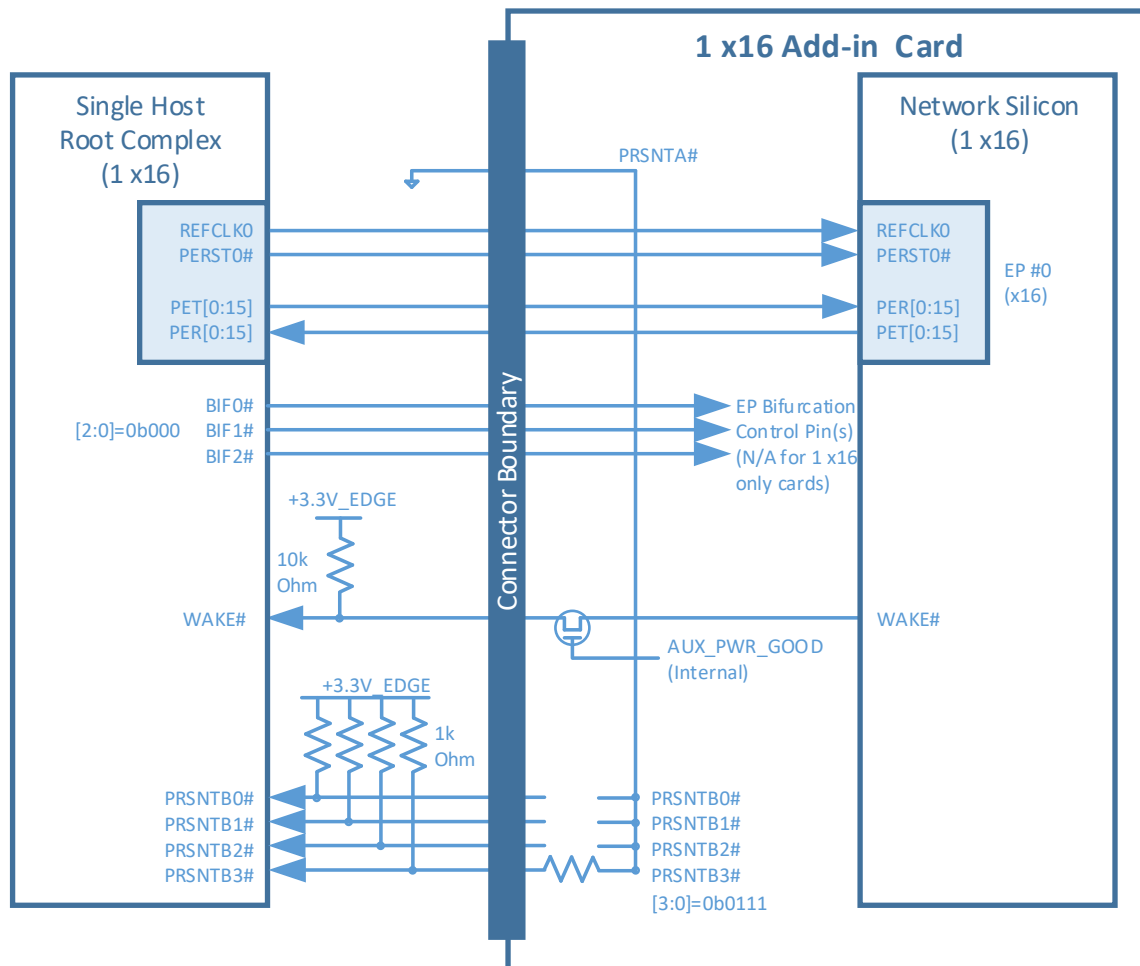 1 x16 Add-in Card
Single Host
Root Complex
(1 x16)
Network Silicon
(1 x16)
PRSNTA#
REFCLK0
PERST0#
PET[0:15]
PER[0:15]
REFCLK0
PERST0#
PER[0:15]
PET[0:15]
EP #0
(x16)
Connector Boundary
BIF0#
[2:0]=0b000
BIF1#
BIF2#
EP Bifurcation
Control Pin(s)
(N/A for 1 x16
only cards)
+3.3V_EDGE
10k
Ohm
WAKE#
WAKE#
AUX_PWR_GOOD
(Internal)
+3.3V_EDGE
1k
Ohm
PRSNTB0#
PRSNTB1#
PRSNTB2#
PRSNTB3#
PRSNTB0#
PRSNTB1#
PRSNTB2#
PRSNTB3#
[3:0]=0b0111